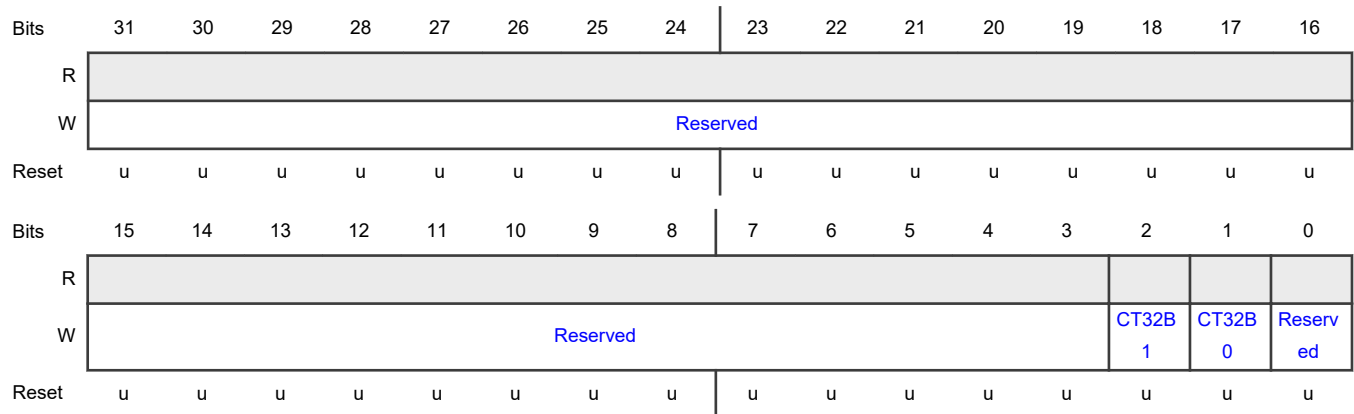 Bits 31 30 29 28 27 26 25 24 23 22 21 20 19 18 17 16
R
W Reserved
Reset u u u u u u u u u u u u u u u u
Bits 15 14 13 12 11 10 9 8 7 6 5 4 3 2 1 0
R
W Reserved CT32B 1 CT32B 0 Reserv ed
Reset u u u u u u u u u u u u u u u u